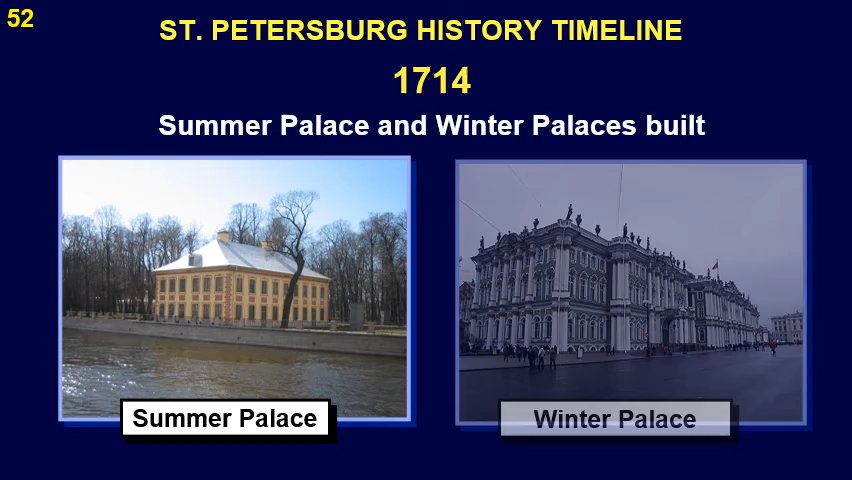 52
ST. PETERSBURG HISTORY TIMELINE
1714
Summer Palace and Winter Palaces built
Summer Palace
Winter Palace